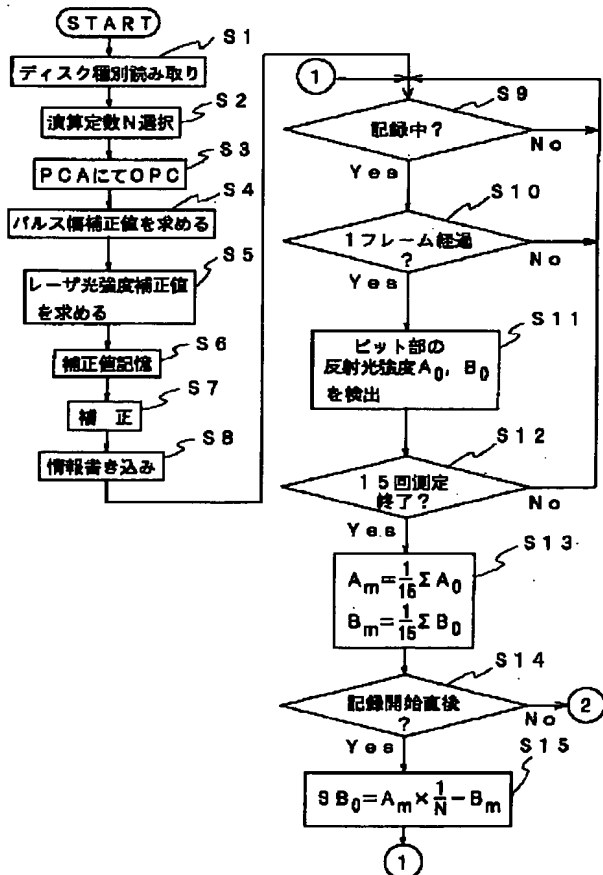 START
S1
ディスク種別読み取り
S2
演算定数N選択
S3
PCAにてOPC
S4
パルス幅補正値を求める
S5
レーザ光強度補正値
を求める
S6
補正値記憶
S7
補 正
S8
情報書き込み
1
S9
記録中?
No
Yes
S10
1フレーム経過
?
No
Yes
S11
ピット部の
反射光強度A₀, B₀
を検出
S12
15回測定
終了?
No
Yes
S13
Aₘ=1/15 ΣA₀
Bₘ=1/15 ΣB₀
S14
記録開始直後
?
No
2
Yes
S15
SB₀=Aₘ×1/N-Bₘ
1